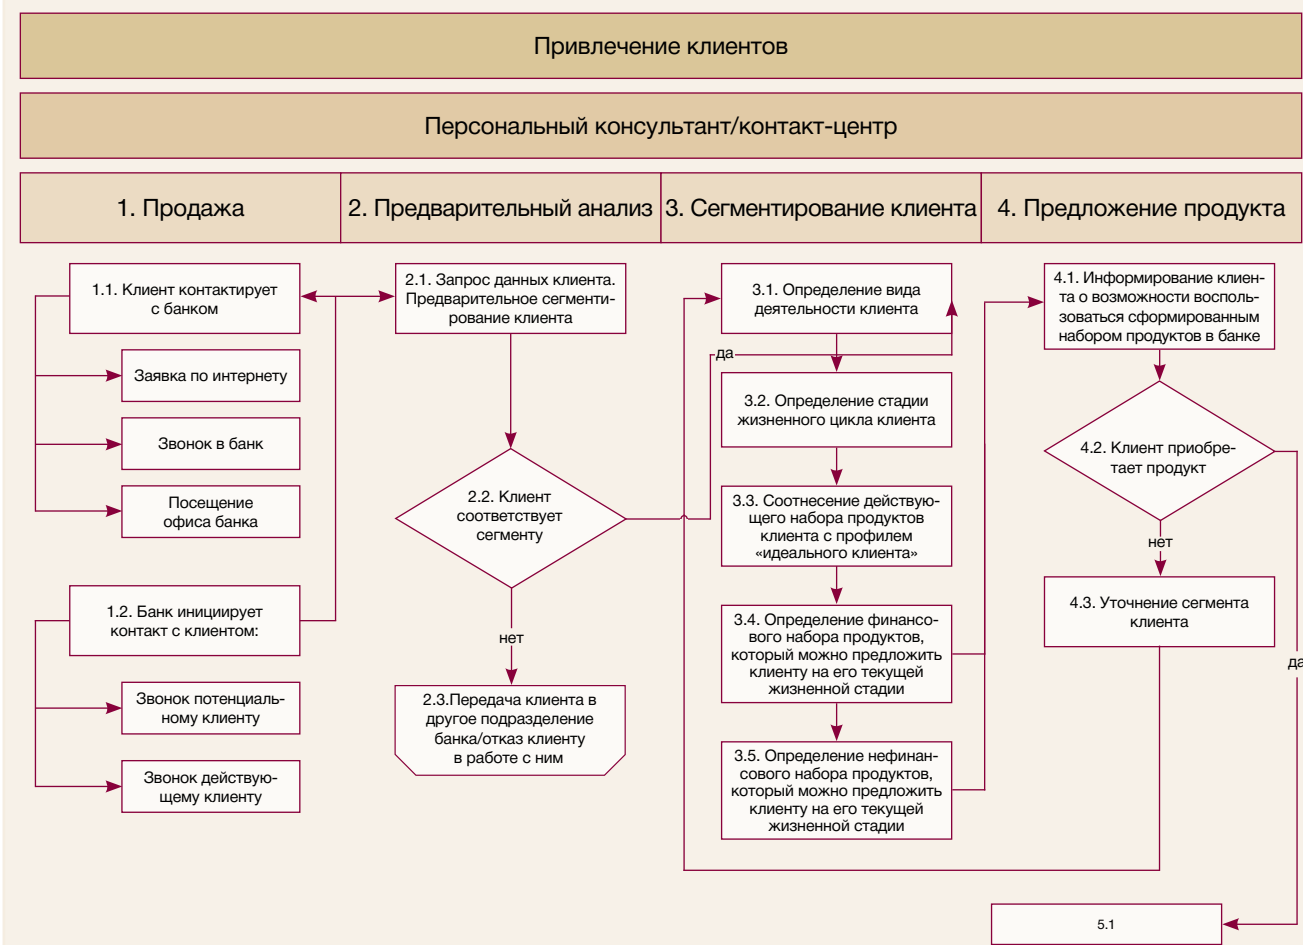 Привлечение клиентов
Персональный консультант/контакт-центр
1. Продажа
2. Предварительный анализ
3. Сегментирование клиента
4. Предложение продукта
1.1. Клиент контактирует
с банком
Заявка по интернету
Звонок в банк
Посещение
офиса банка
1.2. Банк инициирует
контакт с клиентом:
Звонок потенциаль-
ному клиенту
Звонок действую-
щему клиенту
2.1. Запрос данных клиента.
Предварительное сегменти-
рование клиента
2.2. Клиент
соответствует
сегменту
да
нет
2.3.Передача клиента в
другое подразделение
банка/отказ клиенту
в работе с ним
3.1. Определение вида
деятельности клиента
3.2. Определение стадии
жизненного цикла клиента
3.3. Соотнесение действую-
щего набора продуктов
клиента с профилем
«идеального клиента»
3.4. Определение финансо-
вого набора продуктов,
который можно предложить
клиенту на его текущей
жизненной стадии
3.5. Определение нефинан-
сового набора продуктов,
который можно предложить
клиенту на его текущей
жизненной стадии
4.1. Информирование клиен-
та о возможности восполь-
зоваться сформированным
набором продуктов в банке
4.2. Клиент приобре-
тает продукт
нет
4.3. Уточнение сегмента
клиента
да
5.1